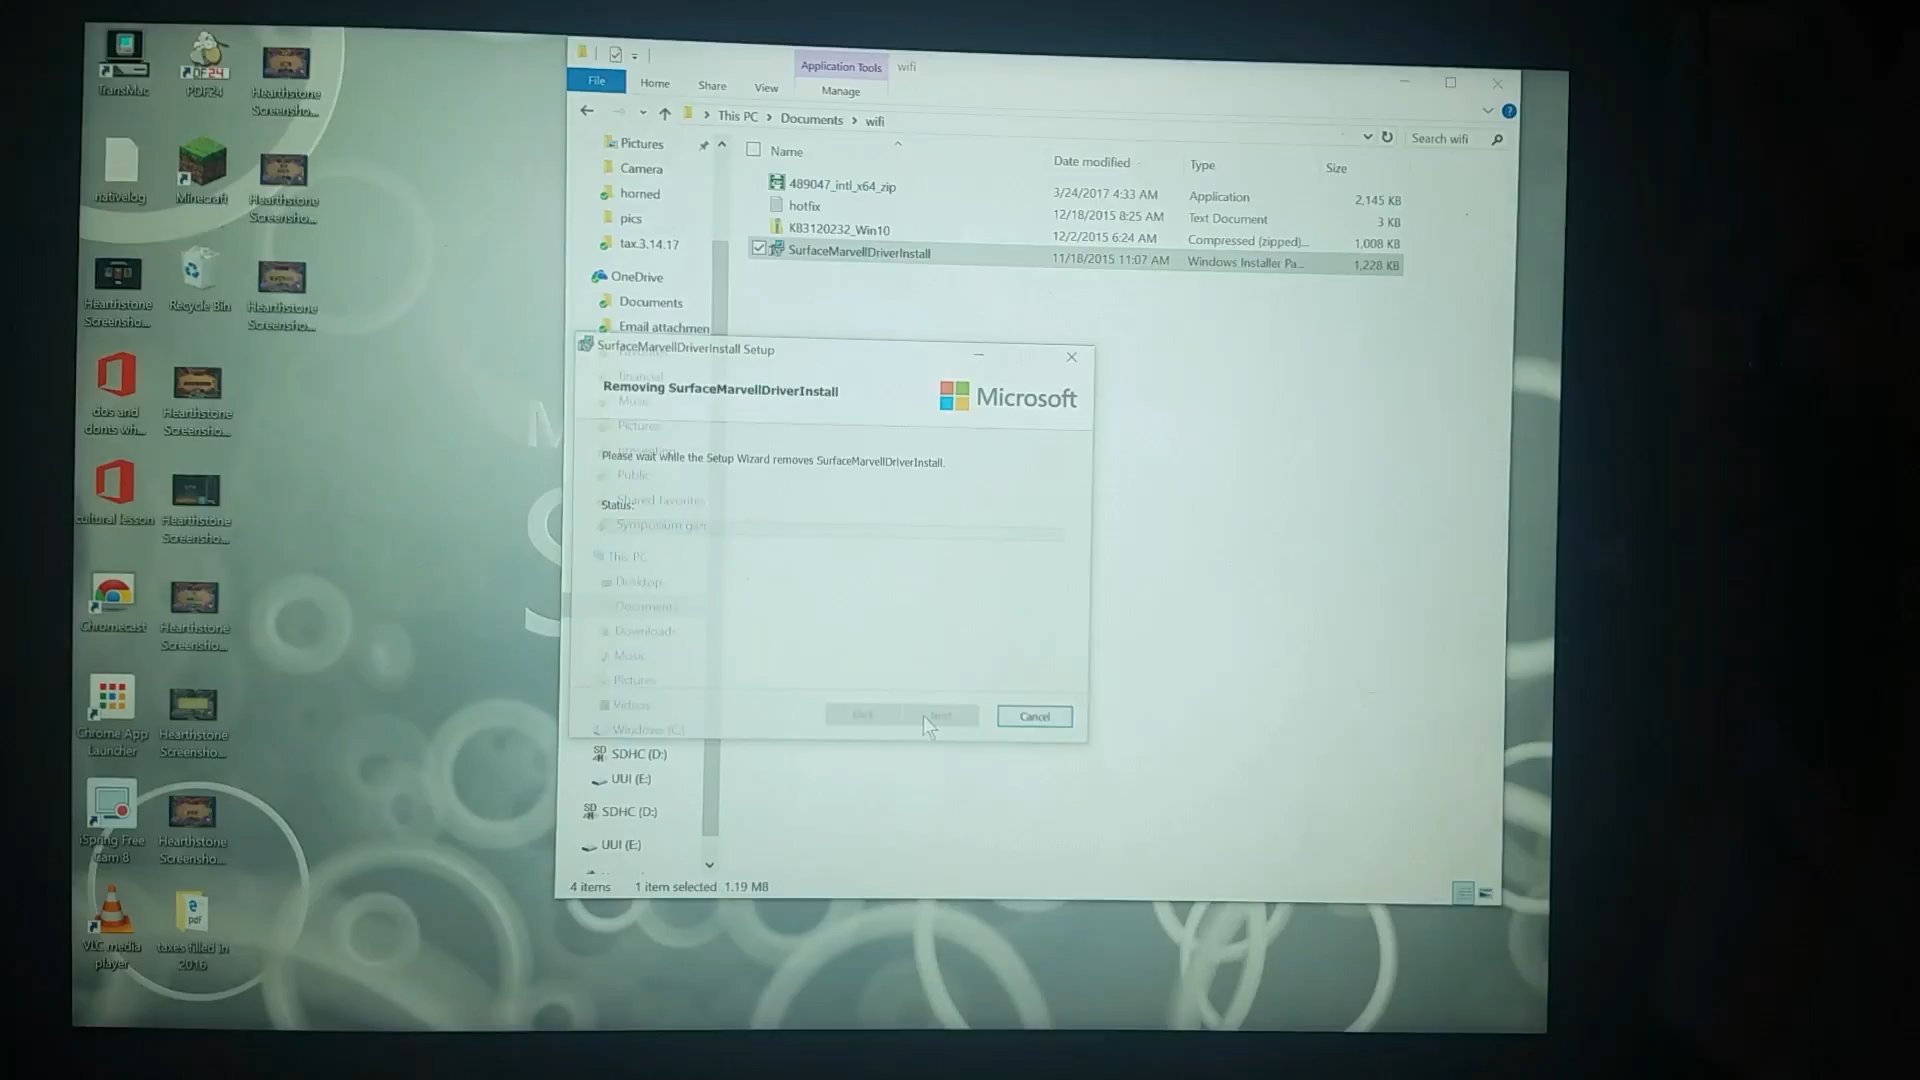 TransMac
PDF24
Hearthstone
Screensho...
nativelog
Minecraft
Hearthstone
Screensho...
Hearthstone
Screensho...
Recycle Bin
Hearthstone
Screensho...
dos and
donts wh...
Hearthstone
Screensho...
cultural lesson
Hearthstone
Screensho...
Chromecast
Hearthstone
Screensho...
Chrome App
Launcher
Hearthstone
Screensho...
iSpring Free
Cam 8
Hearthstone
Screensho...
VLC media
player
pdf
taxes filled in
2016
Application Tools
wifi
File
Home
Share
View
Manage
This PC
Documents
wifi
Search wifi
Pictures
Camera
horned
pics
tax.3.14.17
OneDrive
Documents
Email attachmen
Name
Date modified
Type
Size
489047_intl_x64_zip
3/24/2017 4:33 AM
Application
2,145 KB
hotfix
12/18/2015 8:25 AM
Text Document
3 KB
KB3120232_Win10
12/2/2015 6:24 AM
Compressed (zipped)...
1,008 KB
SurfaceMarvellDriverInstall
11/18/2015 11:07 AM
Windows Installer Pa...
1,228 KB
SurfaceMarvellDriverInstall Setup
Removing SurfaceMarvellDriverInstall
Microsoft
Please wait while the Setup Wizard removes SurfaceMarvellDriverInstall.
Status:
financial
Music
Pictures
Public
Shared favorites
This PC
Desktop
Documents
Downloads
Music
Pictures
Videos
Windows (C:)
Back
Next
Cancel
SDHC (D:)
UUI (E:)
SDHC (D:)
UUI (E:)
4 items
1 item selected 1.19 MB